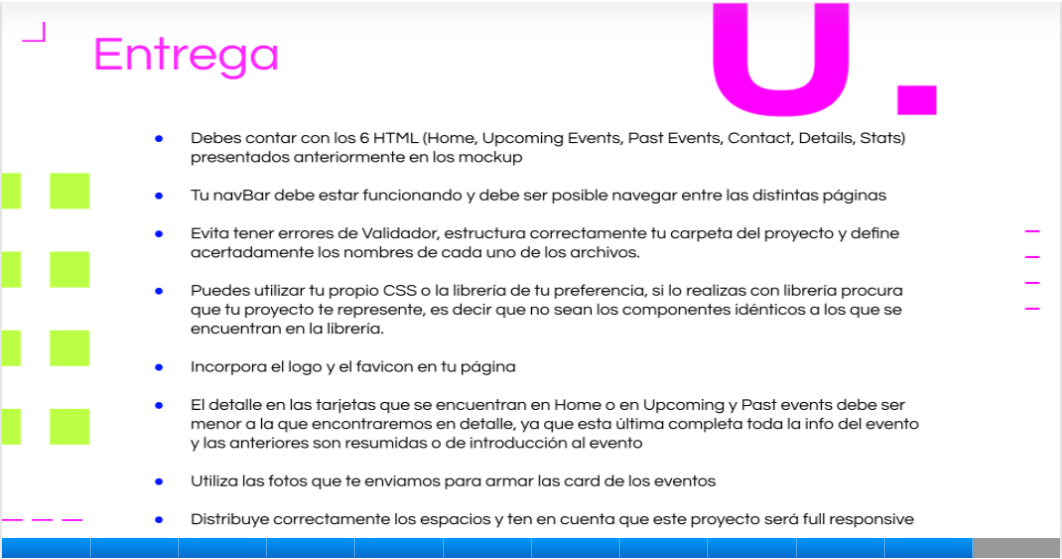 U.
Entrega
● Debes contar con los 6 HTML (Home, Upcoming Events, Past Events, Contact, Details, Stats)
presentados anteriormente en los mockup
● Tu navBar debe estar funcionando y debe ser posible navegar entre las distintas páginas
● Evita tener errores de Validador, estructura correctamente tu carpeta del proyecto y define
acertadamente los nombres de cada uno de los archivos.
● Puedes utilizar tu propio CSS o la librería de tu preferencia, si lo realizas con librería procura
que tu proyecto te represente, es decir que no sean los componentes idénticos a los que se
encuentran en la librería.
● Incorpora el logo y el favicon en tu página
● El detalle en las tarjetas que se encuentran en Home o en Upcoming y Past events debe ser
menor a la que encontraremos en detalle, ya que esta última completa toda la info del evento
y las anteriores son resumidas o de introducción al evento
● Utiliza las fotos que te enviamos para armar las card de los eventos
● Distribuye correctamente los espacios y ten en cuenta que este proyecto será full responsive